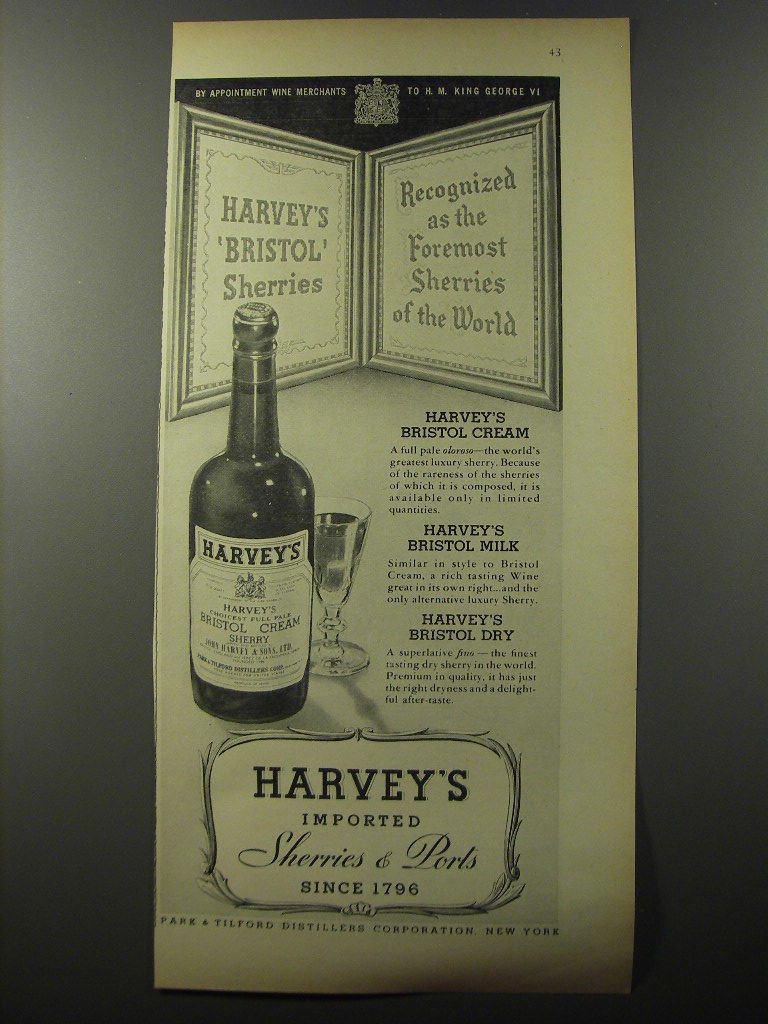 43
BY APPOINTMENT WINE MERCHANTS TO H. M. KING GEORGE VI
HARVEY'S
'BRISTOL'
Sherries
Recognized
as the
Foremost
Sherries
of the World
HARVEY'S
BRISTOL CREAM
A full pale oloroso—the world's
greatest luxury sherry. Because
of the rareness of the sherries
of which it is composed, it is
available only in limited
quantities.
HARVEY'S
BRISTOL MILK
Similar in style to Bristol
Cream, a rich tasting Wine
great in its own right...and the
only alternative luxury Sherry.
HARVEY'S
BRISTOL DRY
A superlative fino — the finest
tasting dry sherry in the world.
Premium in quality, it has just
the right dryness and a delight-
ful after-taste.
HARVEY'S
HARVEY'S
CHOICEST FULL PALE
BRISTOL CREAM
SHERRY
JOHN HARVEY & SONS, LTD.
PARK & TILFORD DISTILLERS CORP.
HARVEY'S
IMPORTED
Sherries & Ports
SINCE 1796
PARK & TILFORD DISTILLERS CORPORATION, NEW YORK